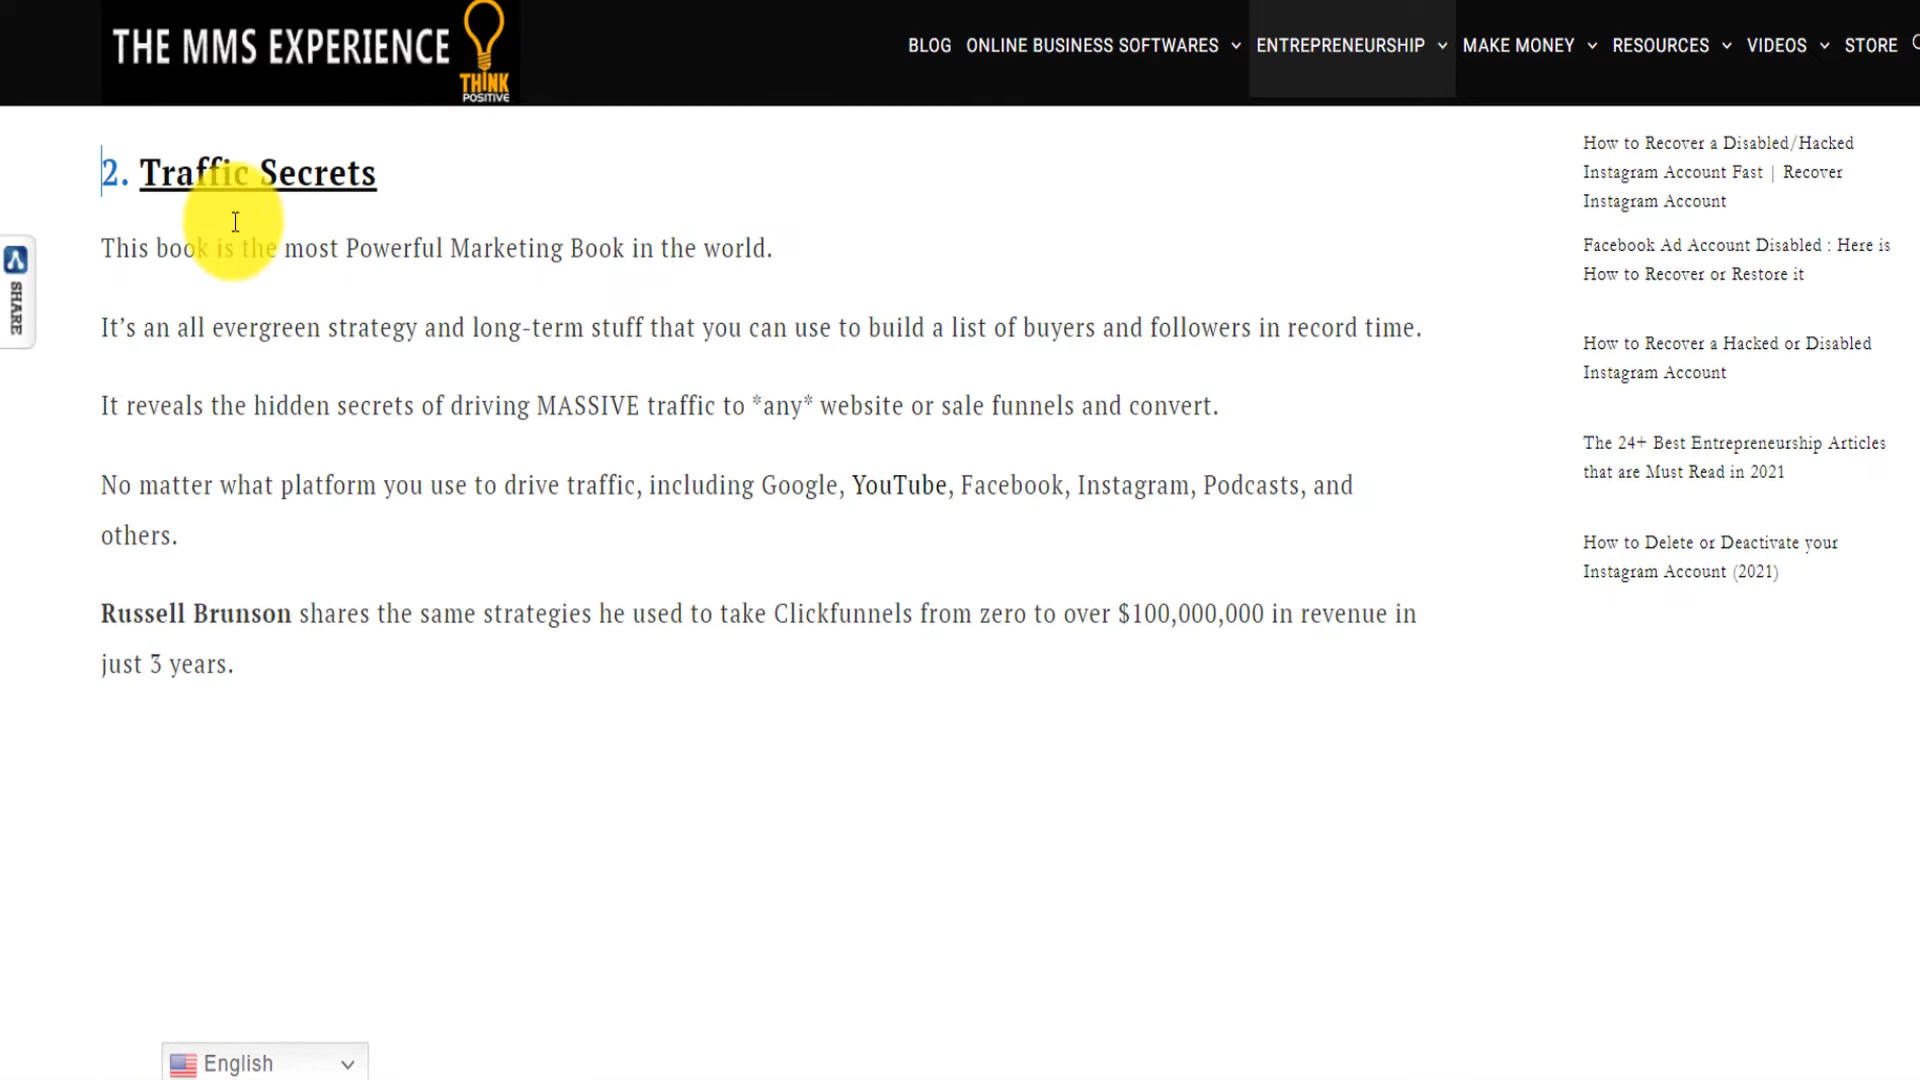 THE MMS EXPERIENCE
THINK
POSITIVE
BLOG ONLINE BUSINESS SOFTWARES ENTREPRENEURSHIP MAKE MONEY RESOURCES VIDEOS STORE
2. Traffic Secrets
This book is the most Powerful Marketing Book in the world.
It’s an all evergreen strategy and long-term stuff that you can use to build a list of buyers and followers in record time.
It reveals the hidden secrets of driving MASSIVE traffic to *any* website or sale funnels and convert.
No matter what platform you use to drive traffic, including Google, YouTube, Facebook, Instagram, Podcasts, and
others.
Russell Brunson shares the same strategies he used to take Clickfunnels from zero to over $100,000,000 in revenue in
just 3 years.
How to Recover a Disabled/Hacked
Instagram Account Fast | Recover
Instagram Account
Facebook Ad Account Disabled : Here is
How to Recover or Restore it
How to Recover a Hacked or Disabled
Instagram Account
The 24+ Best Entrepreneurship Articles
that are Must Read in 2021
How to Delete or Deactivate your
Instagram Account (2021)
SHARE
English